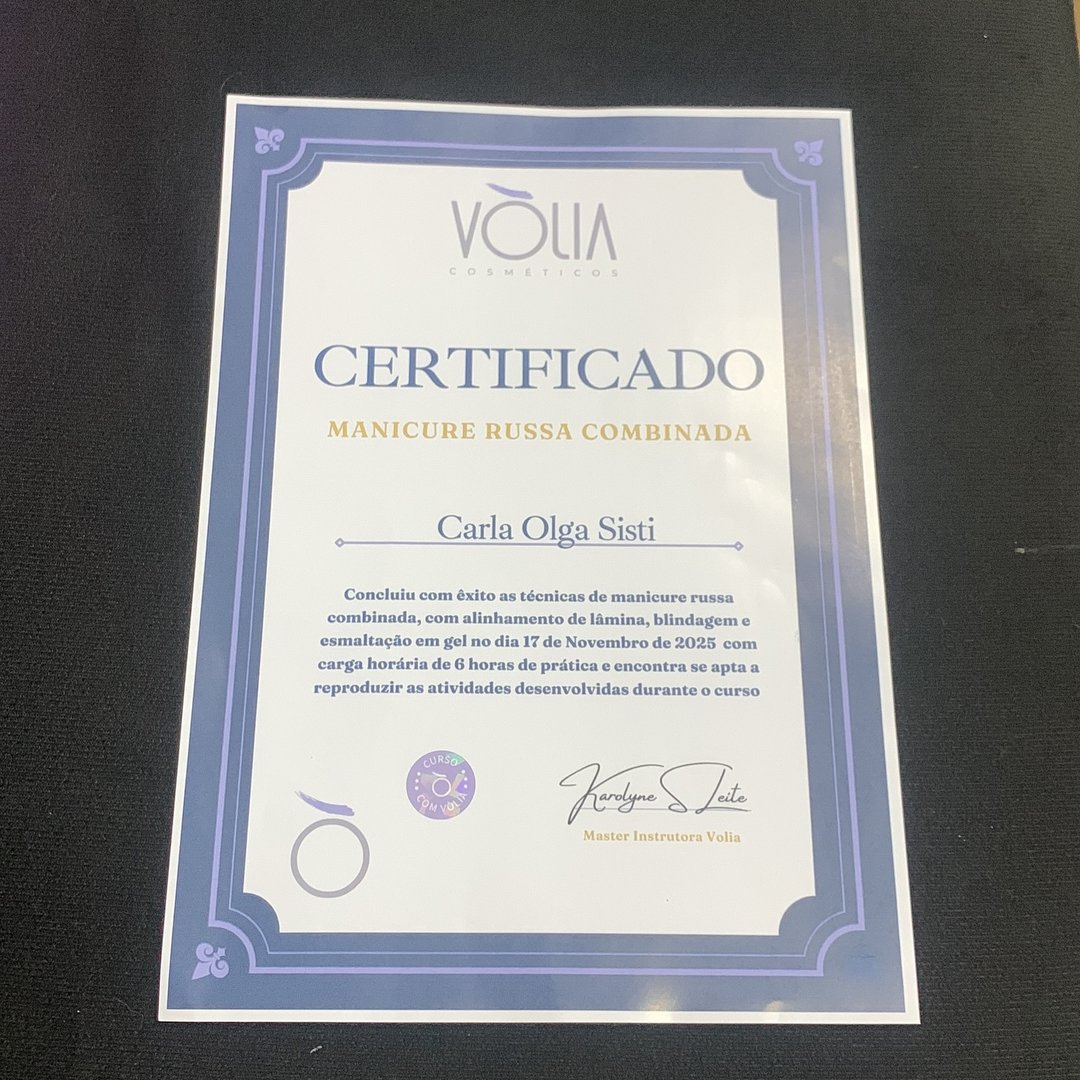 VÒLIA
COSMÉTICOS
CERTIFICADO
MANICURE RUSSA COMBINADA
Carla Olga Sisti
Concluiu com êxito as técnicas de manicure russa
combinada, com alinhamento de lâmina, blindagem e
esmaltação em gel no dia 17 de Novembro de 2025 com
carga horária de 6 horas de prática e encontra se apta a
reproduzir as atividades desenvolvidas durante o curso
CURSO
COM VÒLIA
Karolyne S Leite
Master Instrutora Volia